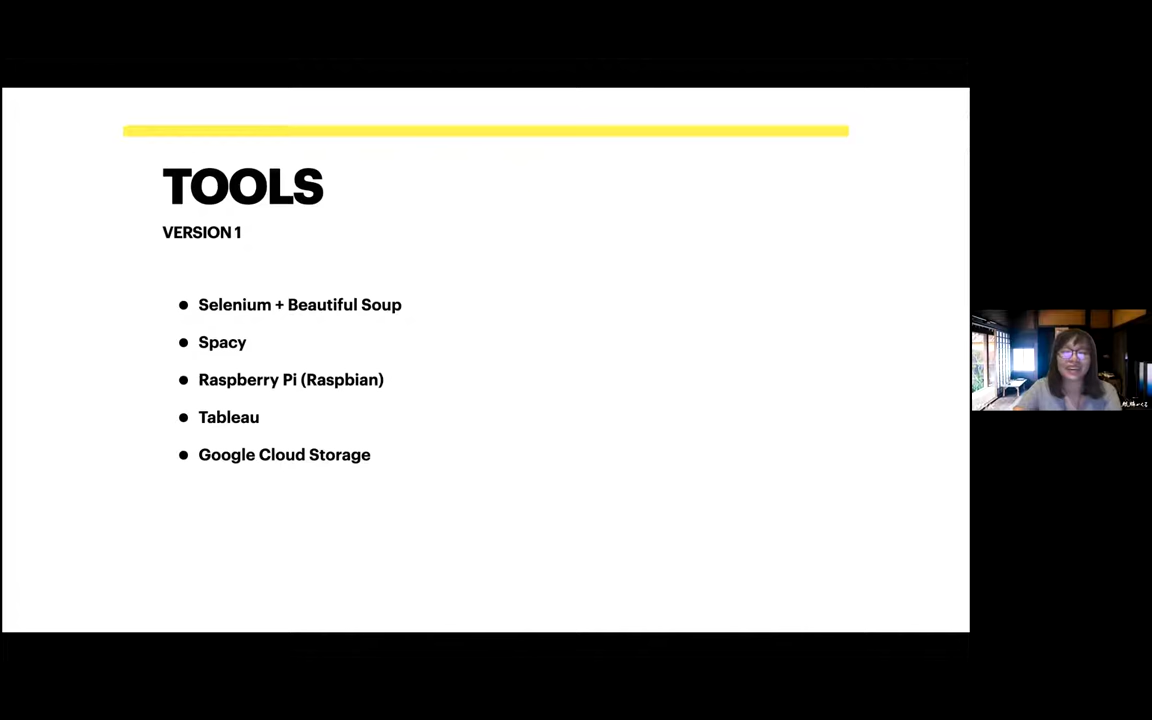 TOOLS
VERSION 1
● Selenium + Beautiful Soup
● Spacy
● Raspberry Pi (Raspbian)
● Tableau
● Google Cloud Storage